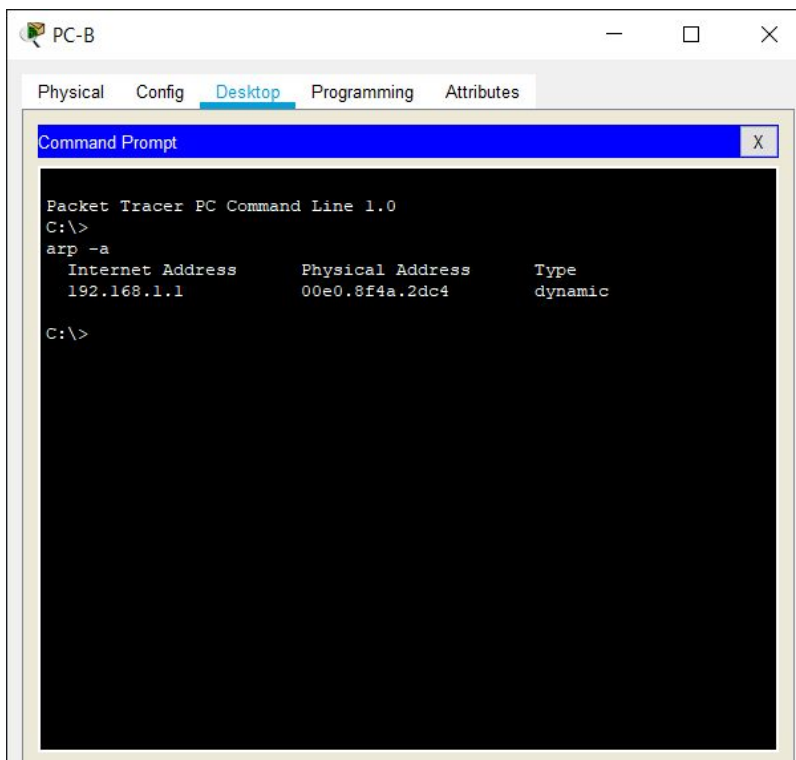 PC-B
Physical Config Desktop Programming Attributes
Command Prompt X
Packet Tracer PC Command Line 1.0
C:\>
arp -a
Internet Address Physical Address Type
192.168.1.1 00e0.8f4a.2dc4 dynamic
C:\>